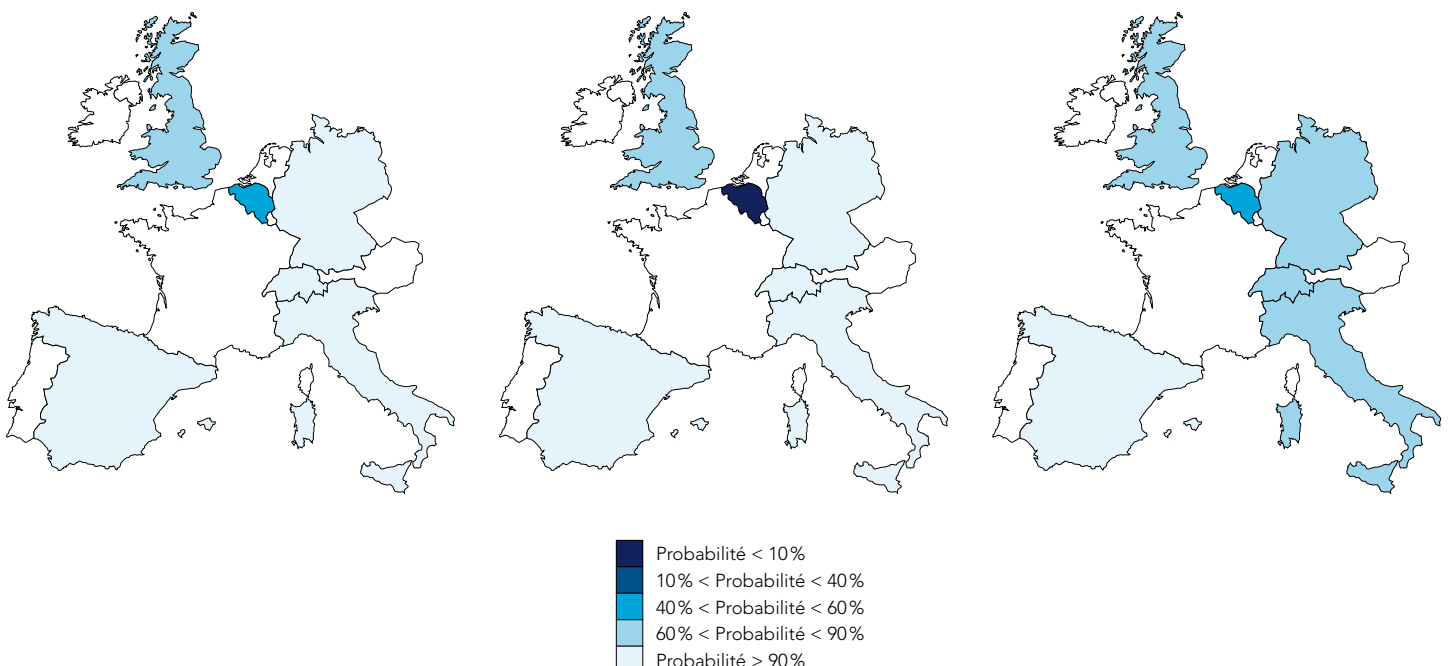 Probabilité < 10 %
10 % < Probabilité < 40 %
40 % < Probabilité < 60 %
60 % < Probabilité < 90 %
Probabilité > 90 %